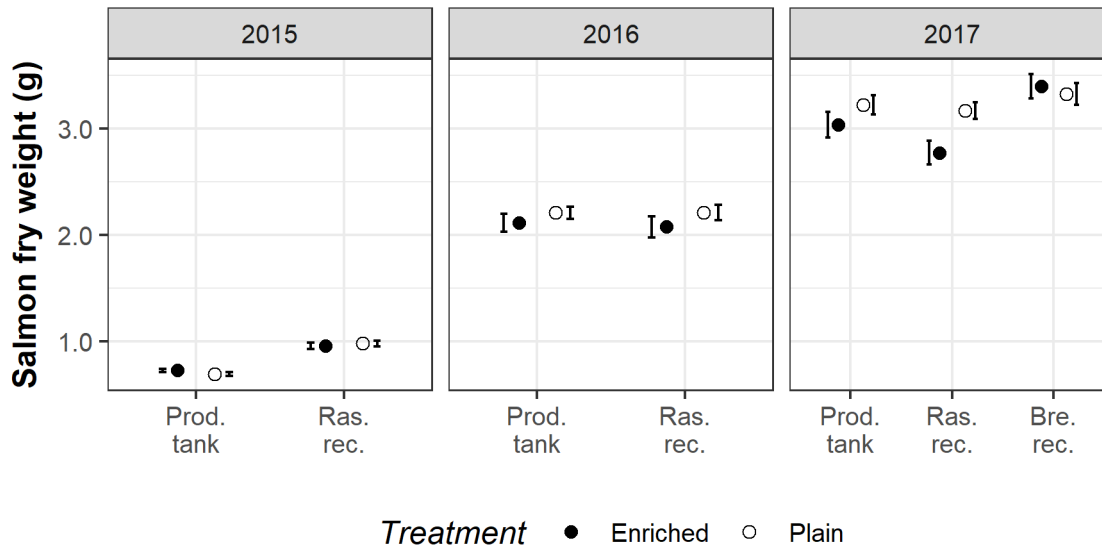 2015 2016 2017
Salmon fry weight (g)
3.0
2.0
1.0
Prod. Ras. Prod. Ras. Prod. Ras. Bre.
tank rec. tank rec. tank rec. rec.
Treatment Enriched Plain